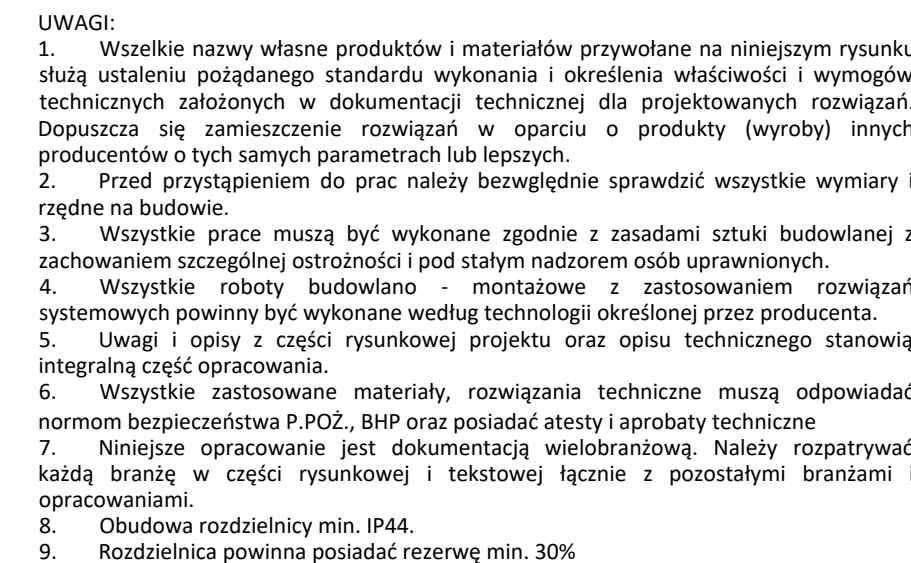 UWAGI:
1. Wszelkie nazwy własne produktów i materiałów przywołane na niniejszym rysunku
służą ustaleniu pożądanego standardu wykonania i określenia właściwości i wymogów
technicznych założonych w dokumentacji technicznej dla projektowanych rozwiązań.
Dopuszcza się zamieszczenie rozwiązań w oparciu o produkty (wyroby) innych
producentów o tych samych parametrach lub lepszych.
2. Przed przystąpieniem do prac należy bezwględnie sprawdzić wszystkie wymiary i
rzędne na budowie.
3. Wszystkie prace muszą być wykonane zgodnie z zasadami sztuki budowlanej z
zachowaniem szczególnej ostrożności i pod stałym nadzorem osób uprawnionych.
4. Wszystkie roboty budowlano - montażowe z zastosowaniem rozwiązań
systemowych powinny być wykonane według technologii określonej przez producenta.
5. Uwagi i opisy z części rysunkowej projektu oraz opisu technicznego stanowią
integralną część opracowania.
6. Wszystkie zastosowane materiały, rozwiązania techniczne muszą odpowiadać
normom bezpieczeństwa P.POŻ., BHP oraz posiadać atesty i aprobaty techniczne
7. Niniejsze opracowanie jest dokumentacją wielobranżową. Należy rozpatrywać
każdą branżę w części rysunkowej i tekstowej łącznie z pozostałymi branżami i
opracowaniami.
8. Obudowa rozdzielnicy min. IP44.
9. Rozdzielnica powinna posiadać rezerwę min. 30%